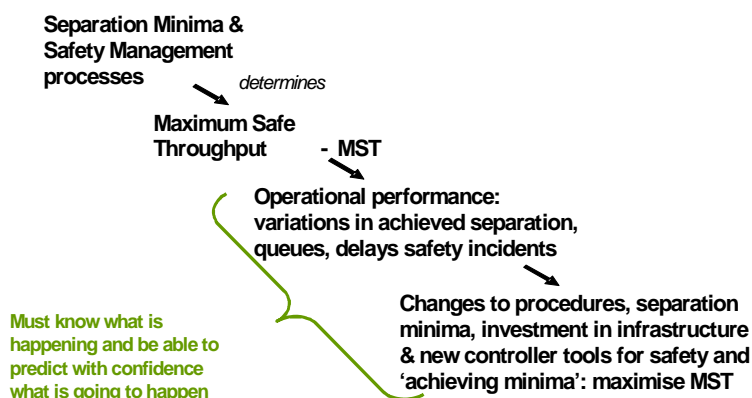 Separation Minima &
Safety Management
processes
determines
Maximum Safe
Throughput - MST
Operational performance:
variations in achieved separation,
queues, delays safety incidents
Changes to procedures, separation
minima, investment in infrastructure
& new controller tools for safety and
‘achieving minima’: maximise MST
Must know what is
happening and be able to
predict with confidence
what is going to happen